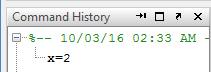 Command History
%-- 10/03/16 02:33 AM --
x=2